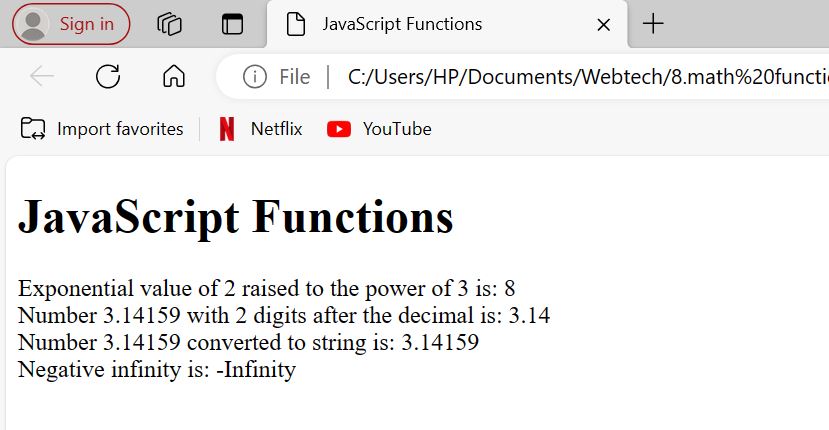 Sign in
JavaScript Functions
File
C:/Users/HP/Documents/Webtech/8.math%20functi
Import favorites
Netflix
YouTube
JavaScript Functions
Exponential value of 2 raised to the power of 3 is: 8
Number 3.14159 with 2 digits after the decimal is: 3.14
Number 3.14159 converted to string is: 3.14159
Negative infinity is: -Infinity